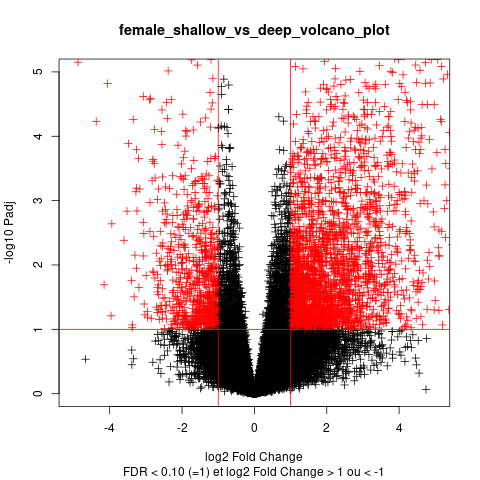 female_shallow_vs_deep_volcano_plot
5
4
3
2
1
0
-log10 Padj
-4 -2 0 2 4
log2 Fold Change
FDR < 0.10 (=1) et log2 Fold Change > 1 ou < -1